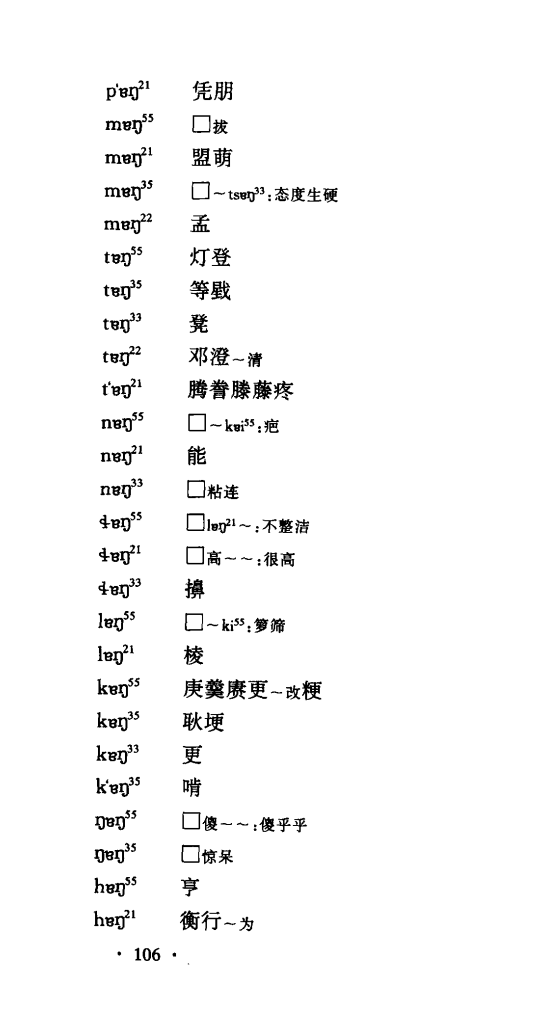 p‘ɐŋ²¹ 凭朋
mɐŋ⁵⁵ □拔
mɐŋ²¹ 盟萌
mɐŋ³⁵ □～tsɐŋ³³:态度生硬
mɐŋ²² 孟
tɐŋ⁵⁵ 灯登
tɐŋ³⁵ 等戥
tɐŋ³³ 凳
tɐŋ²² 邓澄～清
t‘ɐŋ²¹ 腾誊滕藤疼
nɐŋ⁵⁵ □～kɐi⁵⁵:疤
nɐŋ²¹ 能
nɐŋ³³ □粘连
ɬɐŋ⁵⁵ □lɐŋ²¹～:不整洁
ɬɐŋ²¹ □高～～:很高
ɬɐŋ³³ 擤
lɐŋ⁵⁵ □～ki⁵⁵:箩筛
lɐŋ²¹ 棱
kɐŋ⁵⁵ 庚羹赓更～改粳
kɐŋ³⁵ 耿埂
kɐŋ³³ 更
k‘ɐŋ³⁵ 啃
ŋɐŋ⁵⁵ □傻～～:傻乎乎
ŋɐŋ³⁵ □惊呆
hɐŋ⁵⁵ 亨
hɐŋ²¹ 衡行～为
· 106 ·